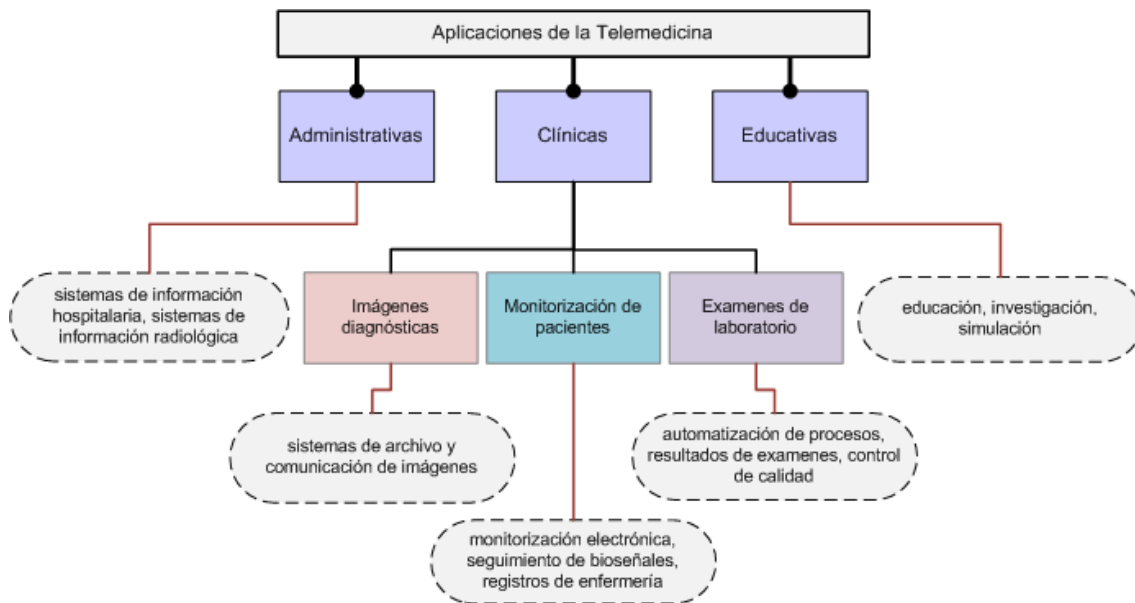 Aplicaciones de la Telemedicina
Administrativas
Clínicas
Educativas
sistemas de información
hospitalaria, sistemas de
información radiológica
Imágenes
diagnósticas
Monitorización de
pacientes
Examenes de
laboratorio
educación, investigación,
simulación
sistemas de archivo y
comunicación de imágenes
automatización de procesos,
resultados de examenes, control
de calidad
monitorización electrónica,
seguimiento de bioseñales,
registros de enfermería